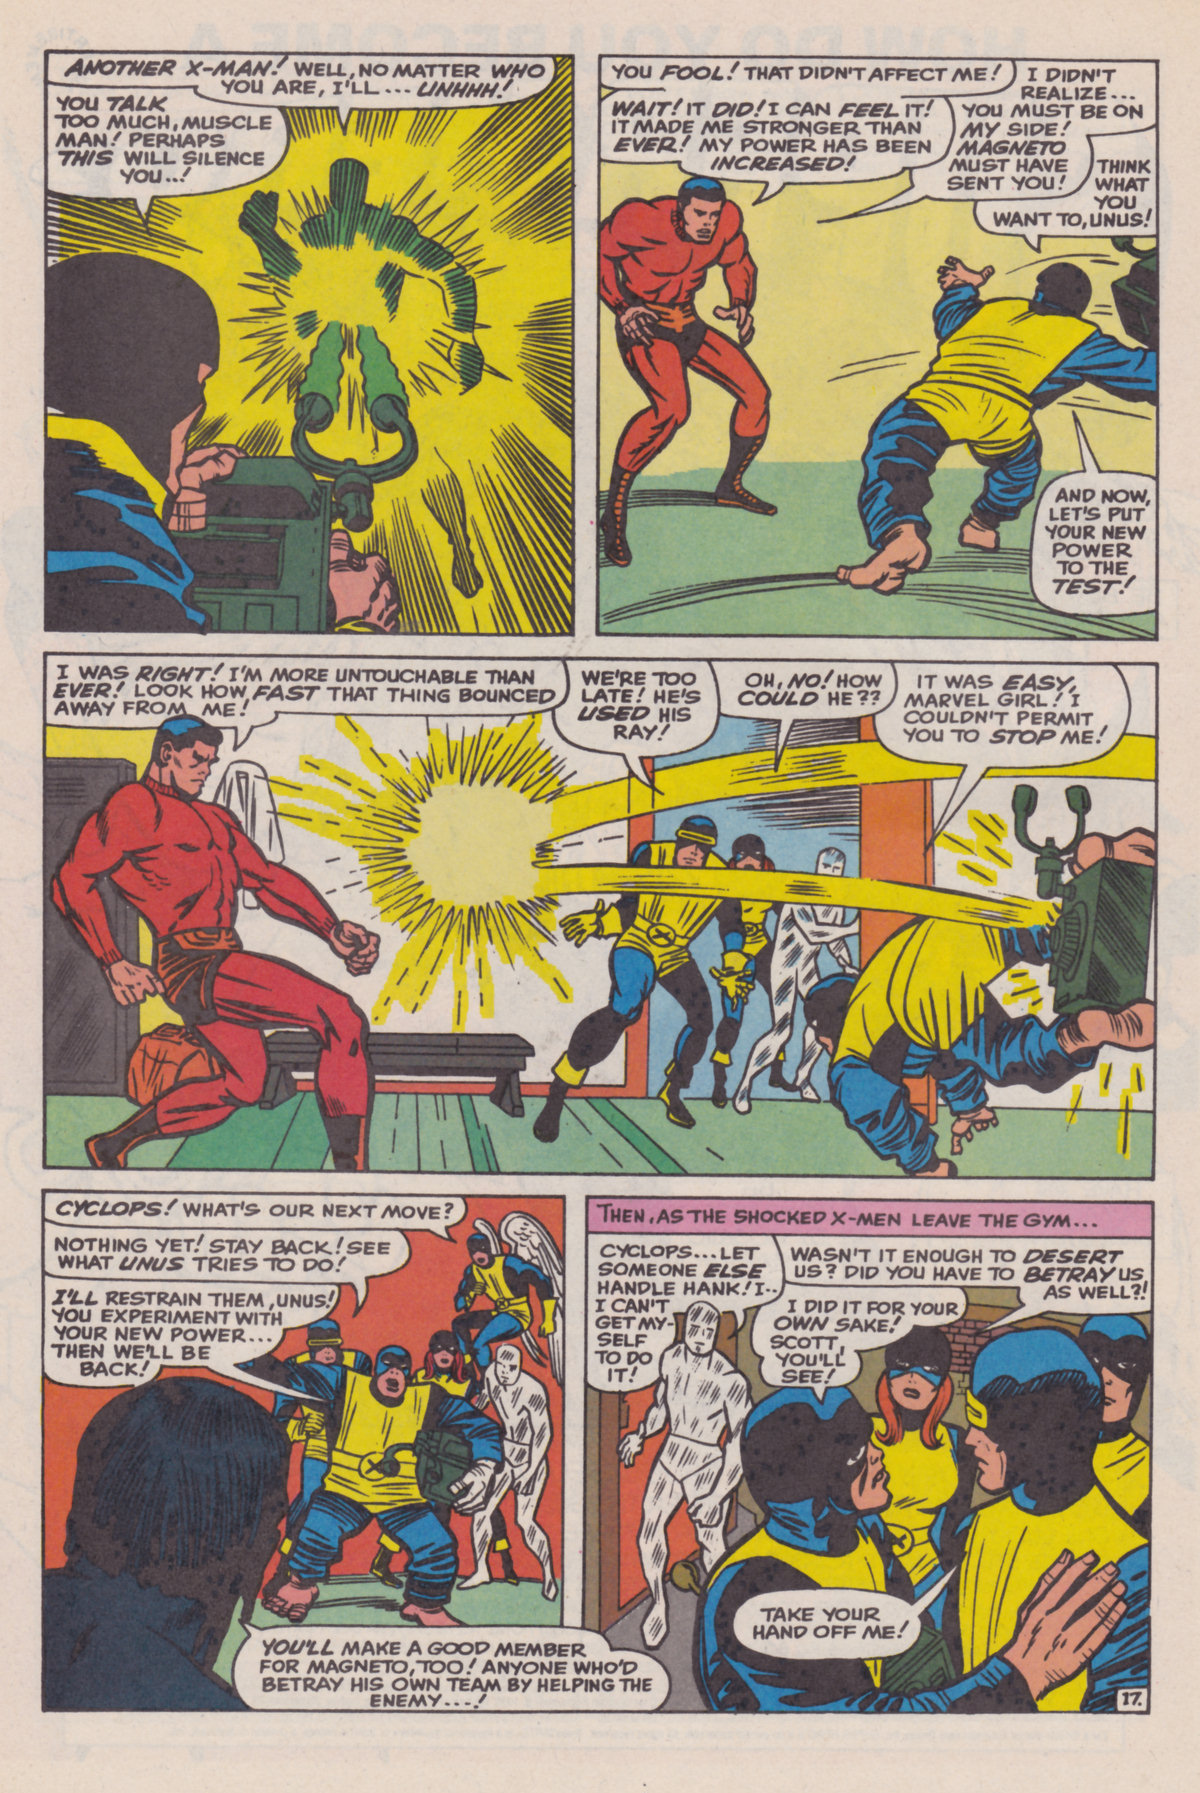 ANOTHER X-MAN! WELL, NO MATTER WHO
YOU ARE, I'LL... UNHHH!
YOU TALK
TOO MUCH, MUSCLE
MAN! PERHAPS
THIS WILL SILENCE
YOU..!
YOU FOOL! THAT DIDN'T AFFECT ME!
WAIT! IT DID! I CAN FEEL IT!
IT MADE ME STRONGER THAN
EVER! MY POWER HAS BEEN
INCREASED!
I DIDN'T
REALIZE...
YOU MUST BE ON
MY SIDE!
MAGNETO
MUST HAVE
SENT YOU!
THINK
WHAT
YOU
WANT TO, UNUS!
AND NOW,
LET'S PUT
YOUR NEW
POWER
TO THE
TEST!
I WAS RIGHT! I'M MORE UNTOUCHABLE THAN
EVER! LOOK HOW FAST THAT THING BOUNCED
AWAY FROM ME!
WE'RE TOO
LATE! HE'S
USED HIS
RAY!
OH, NO! HOW
COULD HE??
IT WAS EASY,
MARVEL GIRL! I
COULDN'T PERMIT
YOU TO STOP ME!
CYCLOPS! WHAT'S OUR NEXT MOVE?
NOTHING YET! STAY BACK! SEE
WHAT UNUS TRIES TO DO!
I'LL RESTRAIN THEM, UNUS!
YOU EXPERIMENT WITH
YOUR NEW POWER...
THEN WE'LL BE
BACK!
YOU'LL MAKE A GOOD MEMBER
FOR MAGNETO, TOO! ANYONE WHO'D
BETRAY HIS OWN TEAM BY HELPING THE
ENEMY----!
THEN, AS THE SHOCKED X-MEN LEAVE THE GYM...
CYCLOPS... LET
SOMEONE ELSE
HANDLE HANK! I--
I CAN'T
GET MY-
SELF
TO DO
IT!
WASN'T IT ENOUGH TO DESERT
US? DID YOU HAVE TO BETRAY US
AS WELL?!
I DID IT FOR YOUR
OWN SAKE!
SCOTT,
YOU'LL
SEE!
TAKE YOUR
HAND OFF ME!
17.